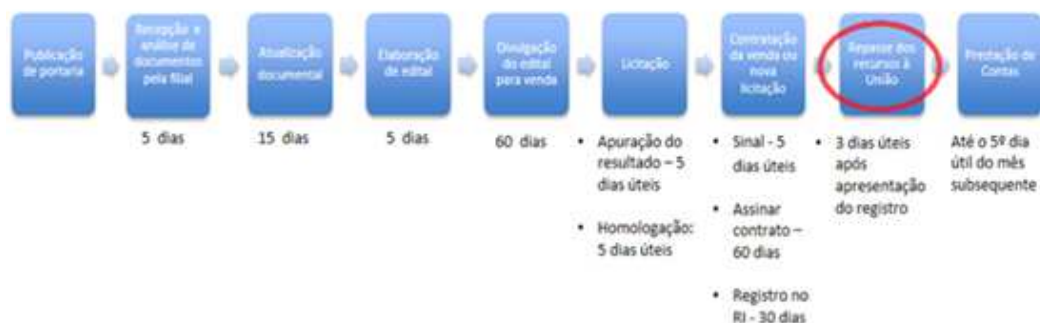 Publicação
de portaria
Recepção e
análise de
documentos
pela filial
Atualização
documental
Elaboração
de edital
Divulgação
do edital
para venda
Licitação
Contratação
da venda ou
nova
licitação
Repasse dos
recursos à
União
Prestação de
Contas
5 dias
15 dias
5 dias
60 dias
• Apuração do
resultado – 5
dias úteis
• Homologação:
5 dias úteis
• Sinal - 5
dias úteis
• Assinar
contrato –
60 dias
• Registro no
RI - 30 dias
• 3 dias úteis
após
apresentação
do registro
Até o 5º dia
útil do mês
subsequente